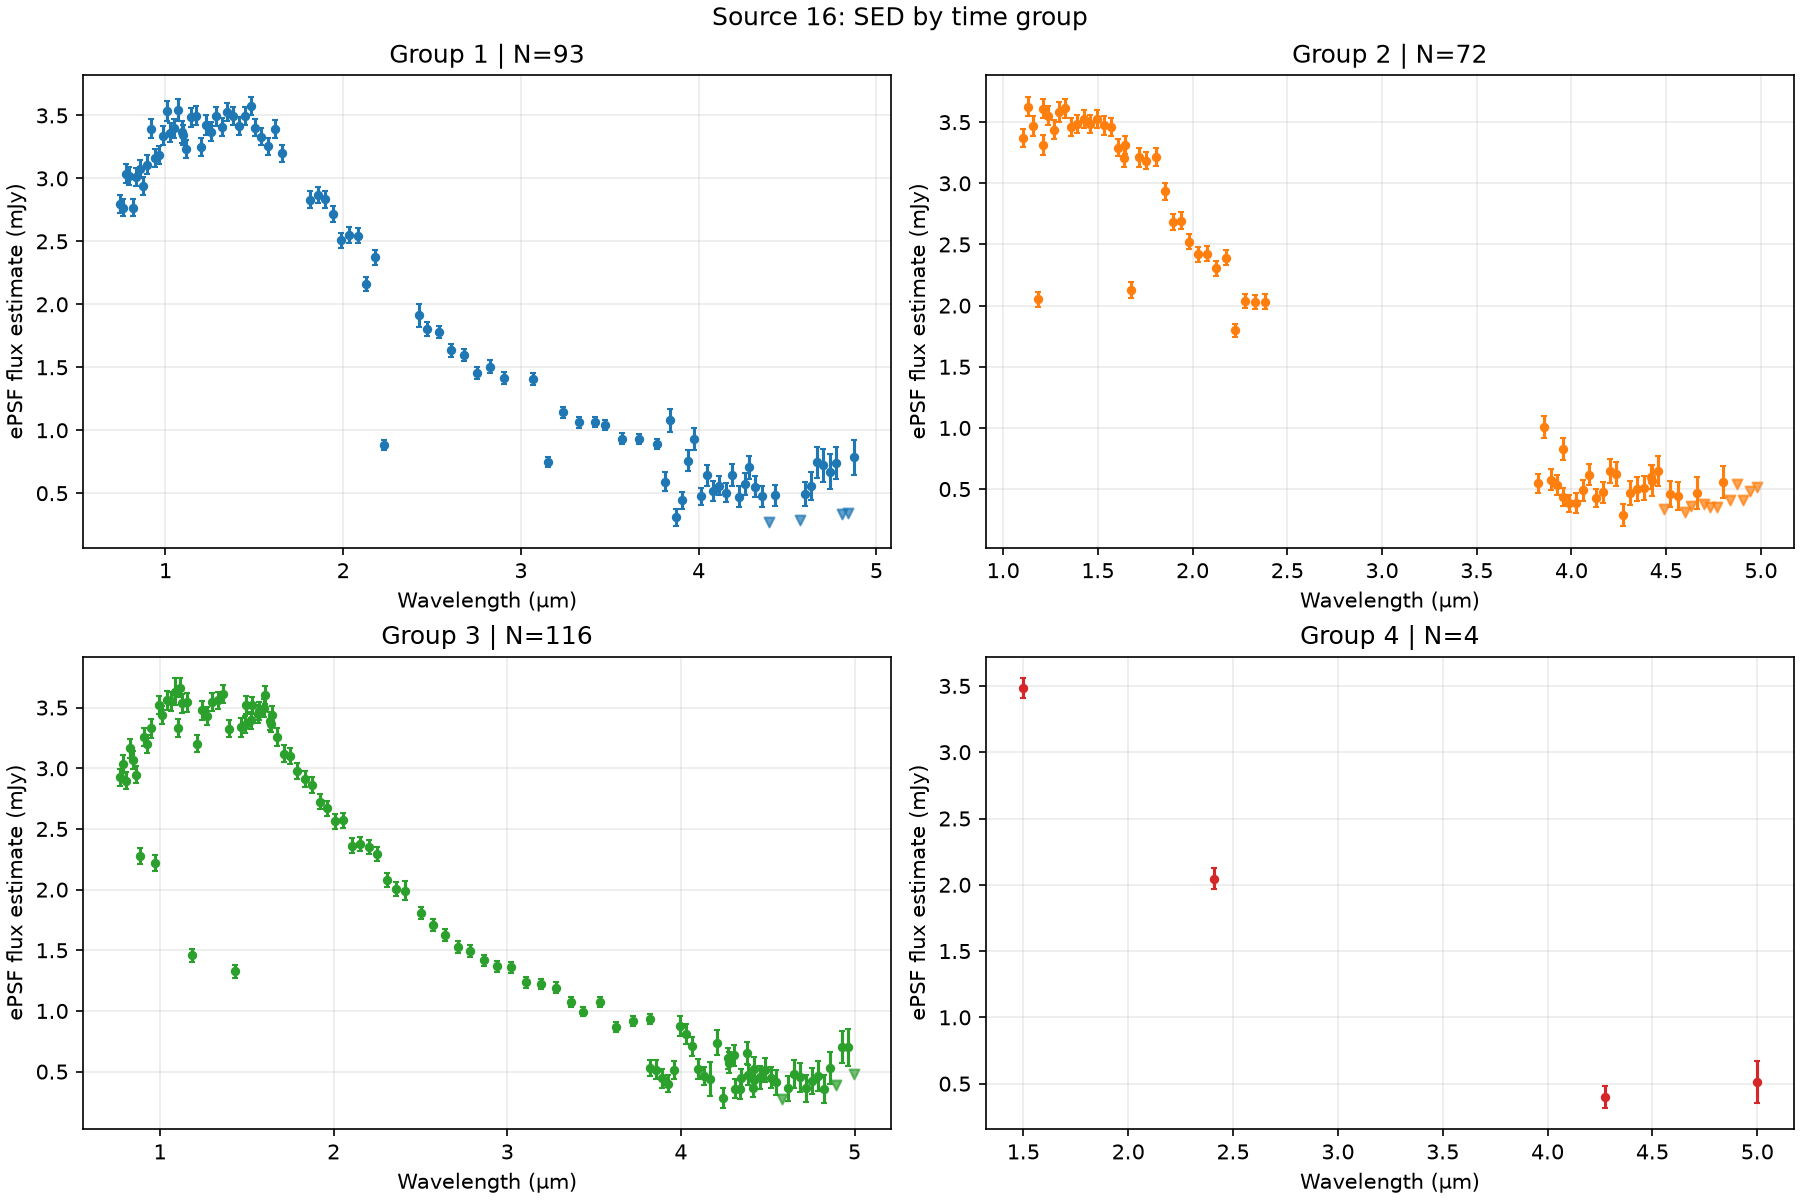 Source 16: SED by time group
Group 1 | N=93
ePSF flux estimate (mJy)
3.5
3.0
2.5
2.0
1.5
1.0
0.5
1 2 3 4 5
Wavelength (µm)
Group 2 | N=72
ePSF flux estimate (mJy)
3.5
3.0
2.5
2.0
1.5
1.0
0.5
1.0 1.5 2.0 2.5 3.0 3.5 4.0 4.5 5.0
Wavelength (µm)
Group 3 | N=116
ePSF flux estimate (mJy)
3.5
3.0
2.5
2.0
1.5
1.0
0.5
1 2 3 4 5
Wavelength (µm)
Group 4 | N=4
ePSF flux estimate (mJy)
3.5
3.0
2.5
2.0
1.5
1.0
0.5
1.5 2.0 2.5 3.0 3.5 4.0 4.5 5.0
Wavelength (µm)